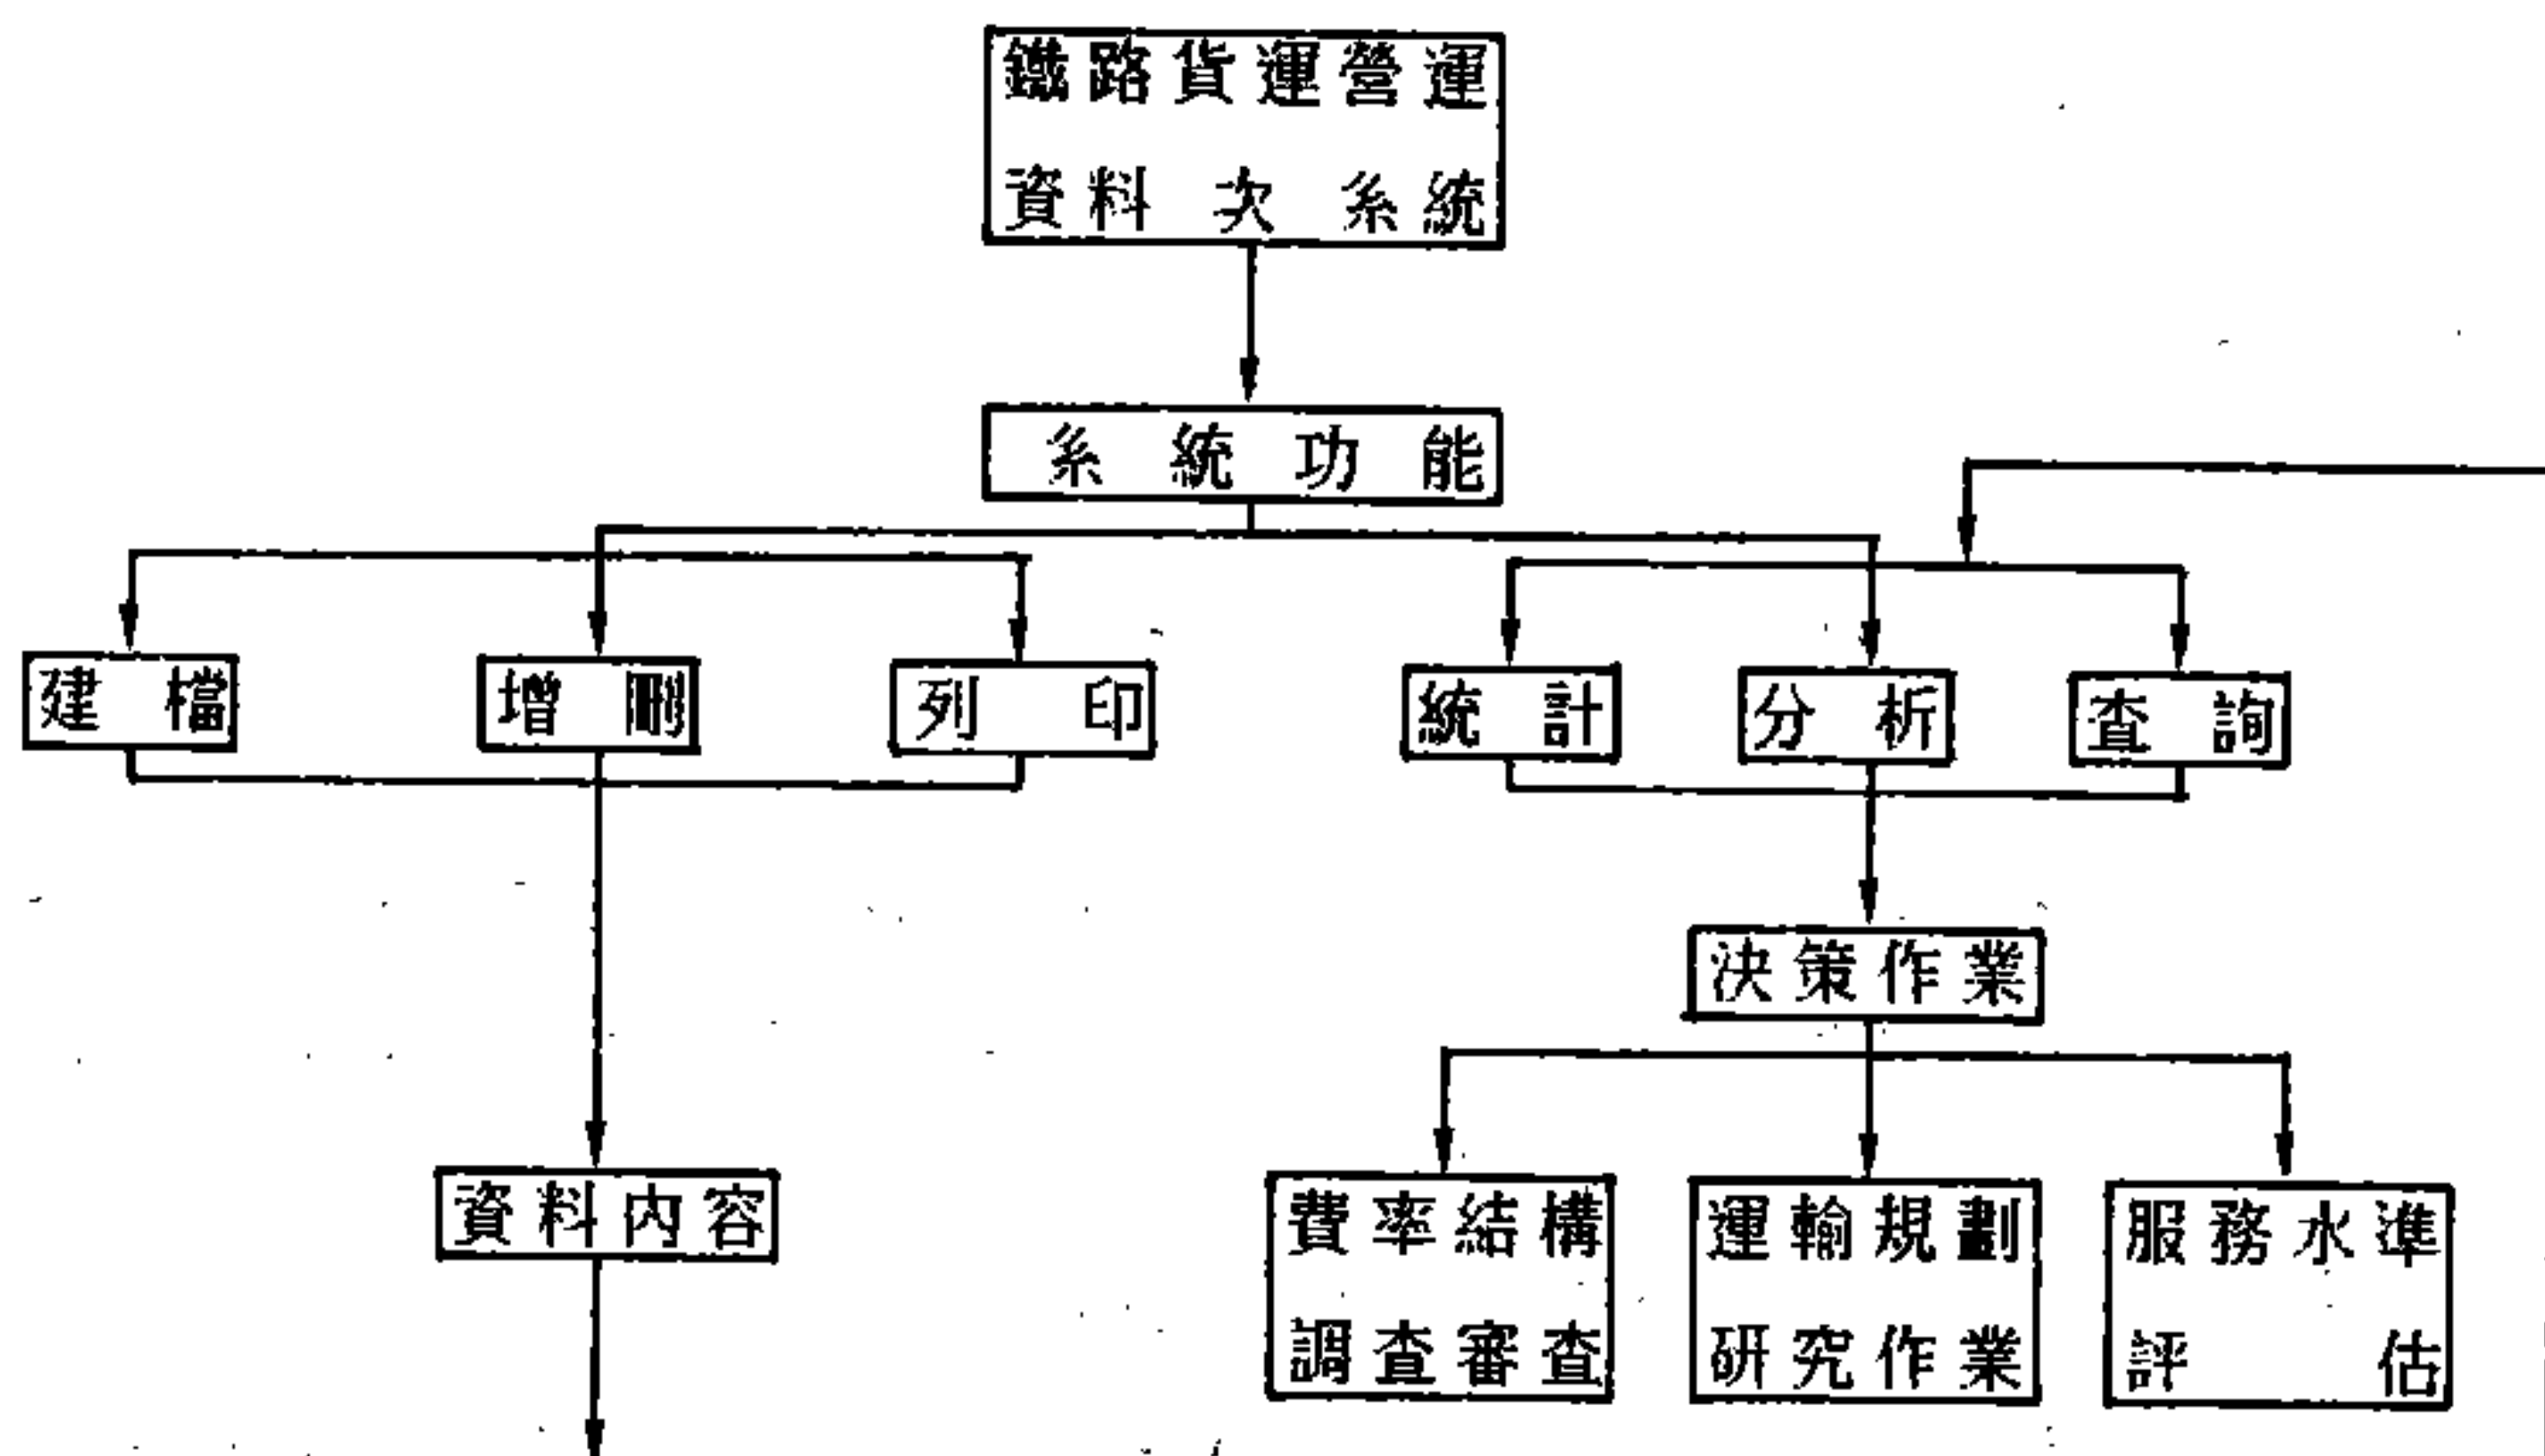 鐵路貨運營運
資料次系統
系統功能
建檔
增刪
列印
統計
分析
查詢
決策作業
資料內容
費率結構
調查審查
運輸規劃
研究作業
服務水準
評估